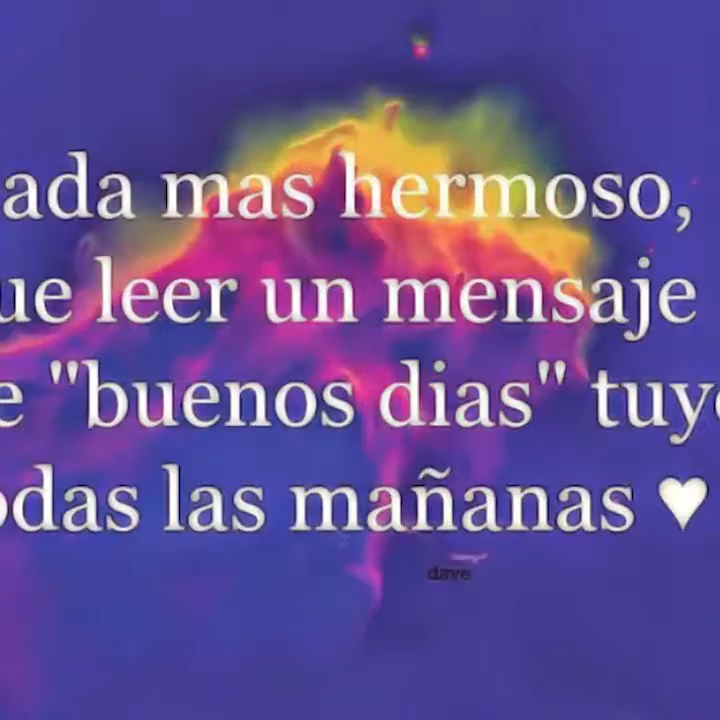 ada mas hermoso,
ue leer un mensaje
e "buenos dias" tuyo
odas las mañanas ♥
dave